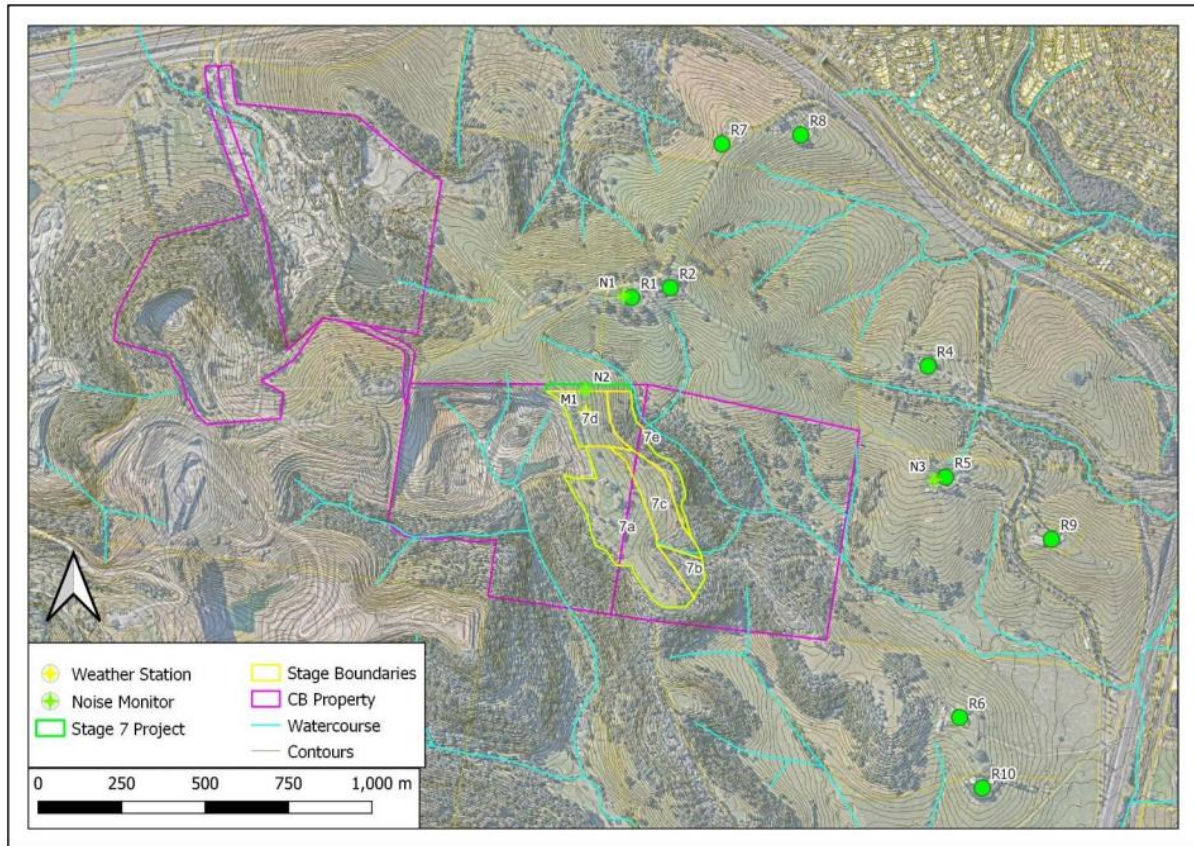 R7
R8
N1
R1
R2
R4
N2
M1
7d
7e
N3
R5
7c
7a
R9
7b
Weather Station
Noise Monitor
Stage 7 Project
Stage Boundaries
CB Property
Watercourse
Contours
R6
R10
0
250
500
750
1,000 m